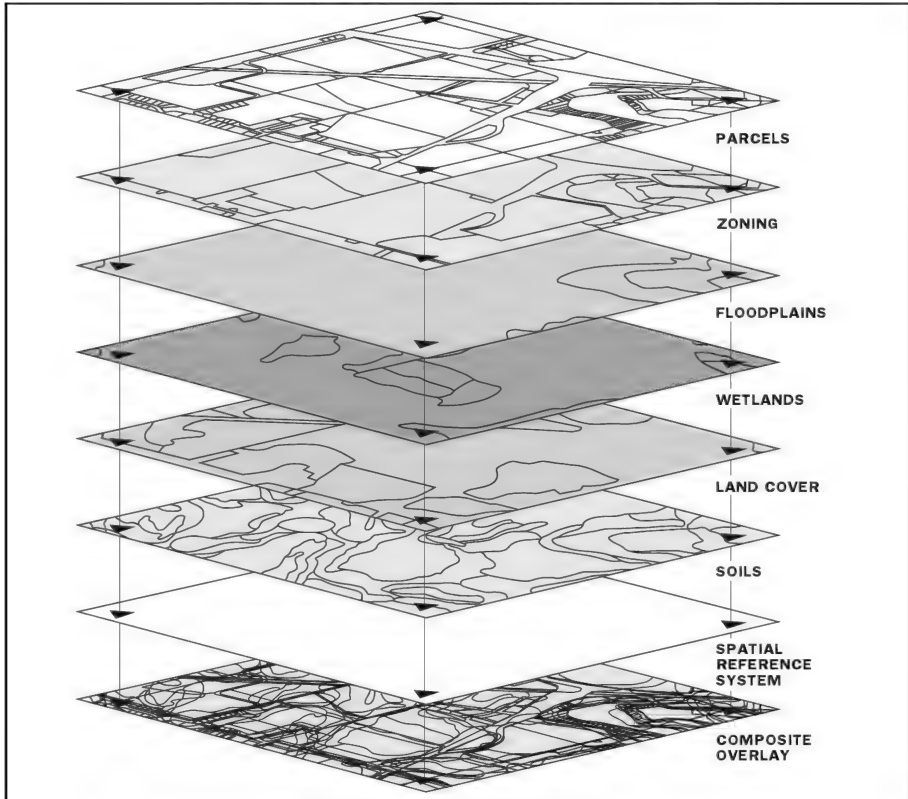 PARCELS
ZONING
FLOODPLAINS
WETLANDS
LAND COVER
SOILS
SPATIAL
REFERENCE
SYSTEM
COMPOSITE
OVERLAY